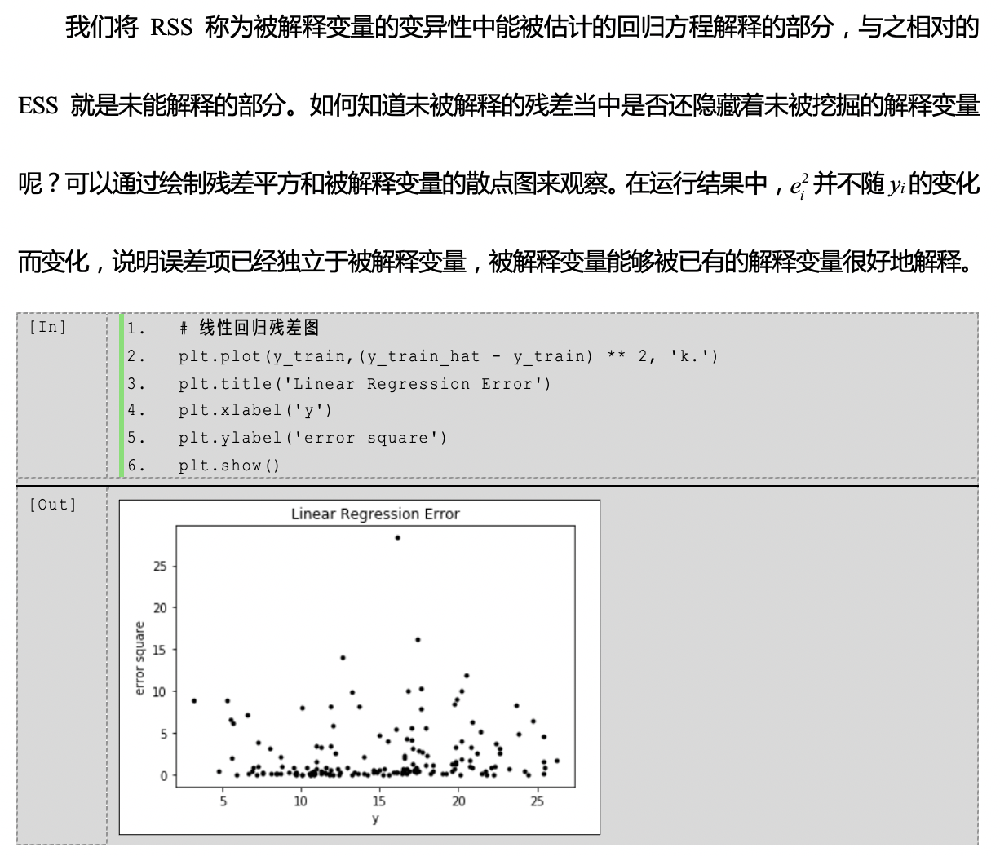 我们将 RSS 称为被解释变量的变异性中能被估计的回归方程解释的部分，与之相对的
ESS 就是未能解释的部分。如何知道未被解释的残差当中是否还隐藏着未被挖掘的解释变量
呢？可以通过绘制残差平方和被解释变量的散点图来观察。在运行结果中，e_i^2 并不随 y_i 的变化
而变化，说明误差项已经独立于被解释变量，被解释变量能够被已有的解释变量很好地解释。
[In]
1. # 线性回归残差图
2. plt.plot(y_train,(y_train_hat - y_train) ** 2, 'k.')
3. plt.title('Linear Regression Error')
4. plt.xlabel('y')
5. plt.ylabel('error square')
6. plt.show()
[Out]
Linear Regression Error
error square
25
20
15
10
5
0
5 10 15 20 25
y